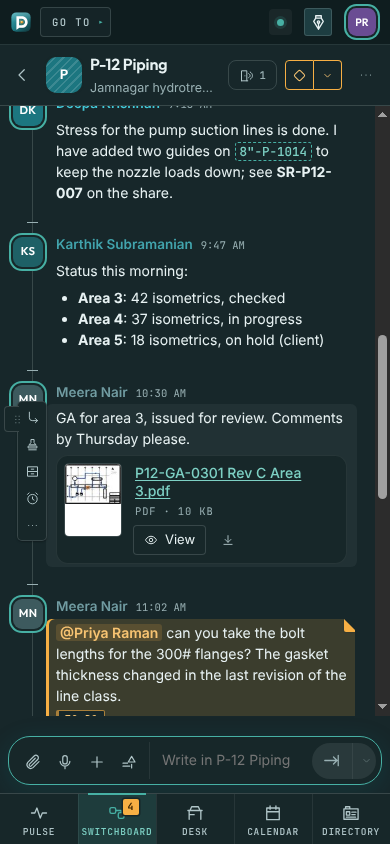 GO TO
PR
P
P-12 Piping
Jamnagar hydrotre...
1
DK
Stress for the pump suction lines is done. I
have added two guides on 8"-P-1014 to
keep the nozzle loads down; see SR-P12-
007 on the share.
KS
Karthik Subramanian 9:47 AM
Status this morning:
• Area 3: 42 isometrics, checked
• Area 4: 37 isometrics, in progress
• Area 5: 18 isometrics, on hold (client)
MN
Meera Nair 10:30 AM
GA for area 3, issued for review. Comments
by Thursday please.
P12-GA-0301 Rev C Area
3.pdf
PDF · 10 KB
View
MN
Meera Nair 11:02 AM
@Priya Raman can you take the bolt
lengths for the 300# flanges? The gasket
thickness changed in the last revision of the
line class.
Write in P-12 Piping
4
PULSE
SWITCHBOARD
DESK
CALENDAR
DIRECTORY